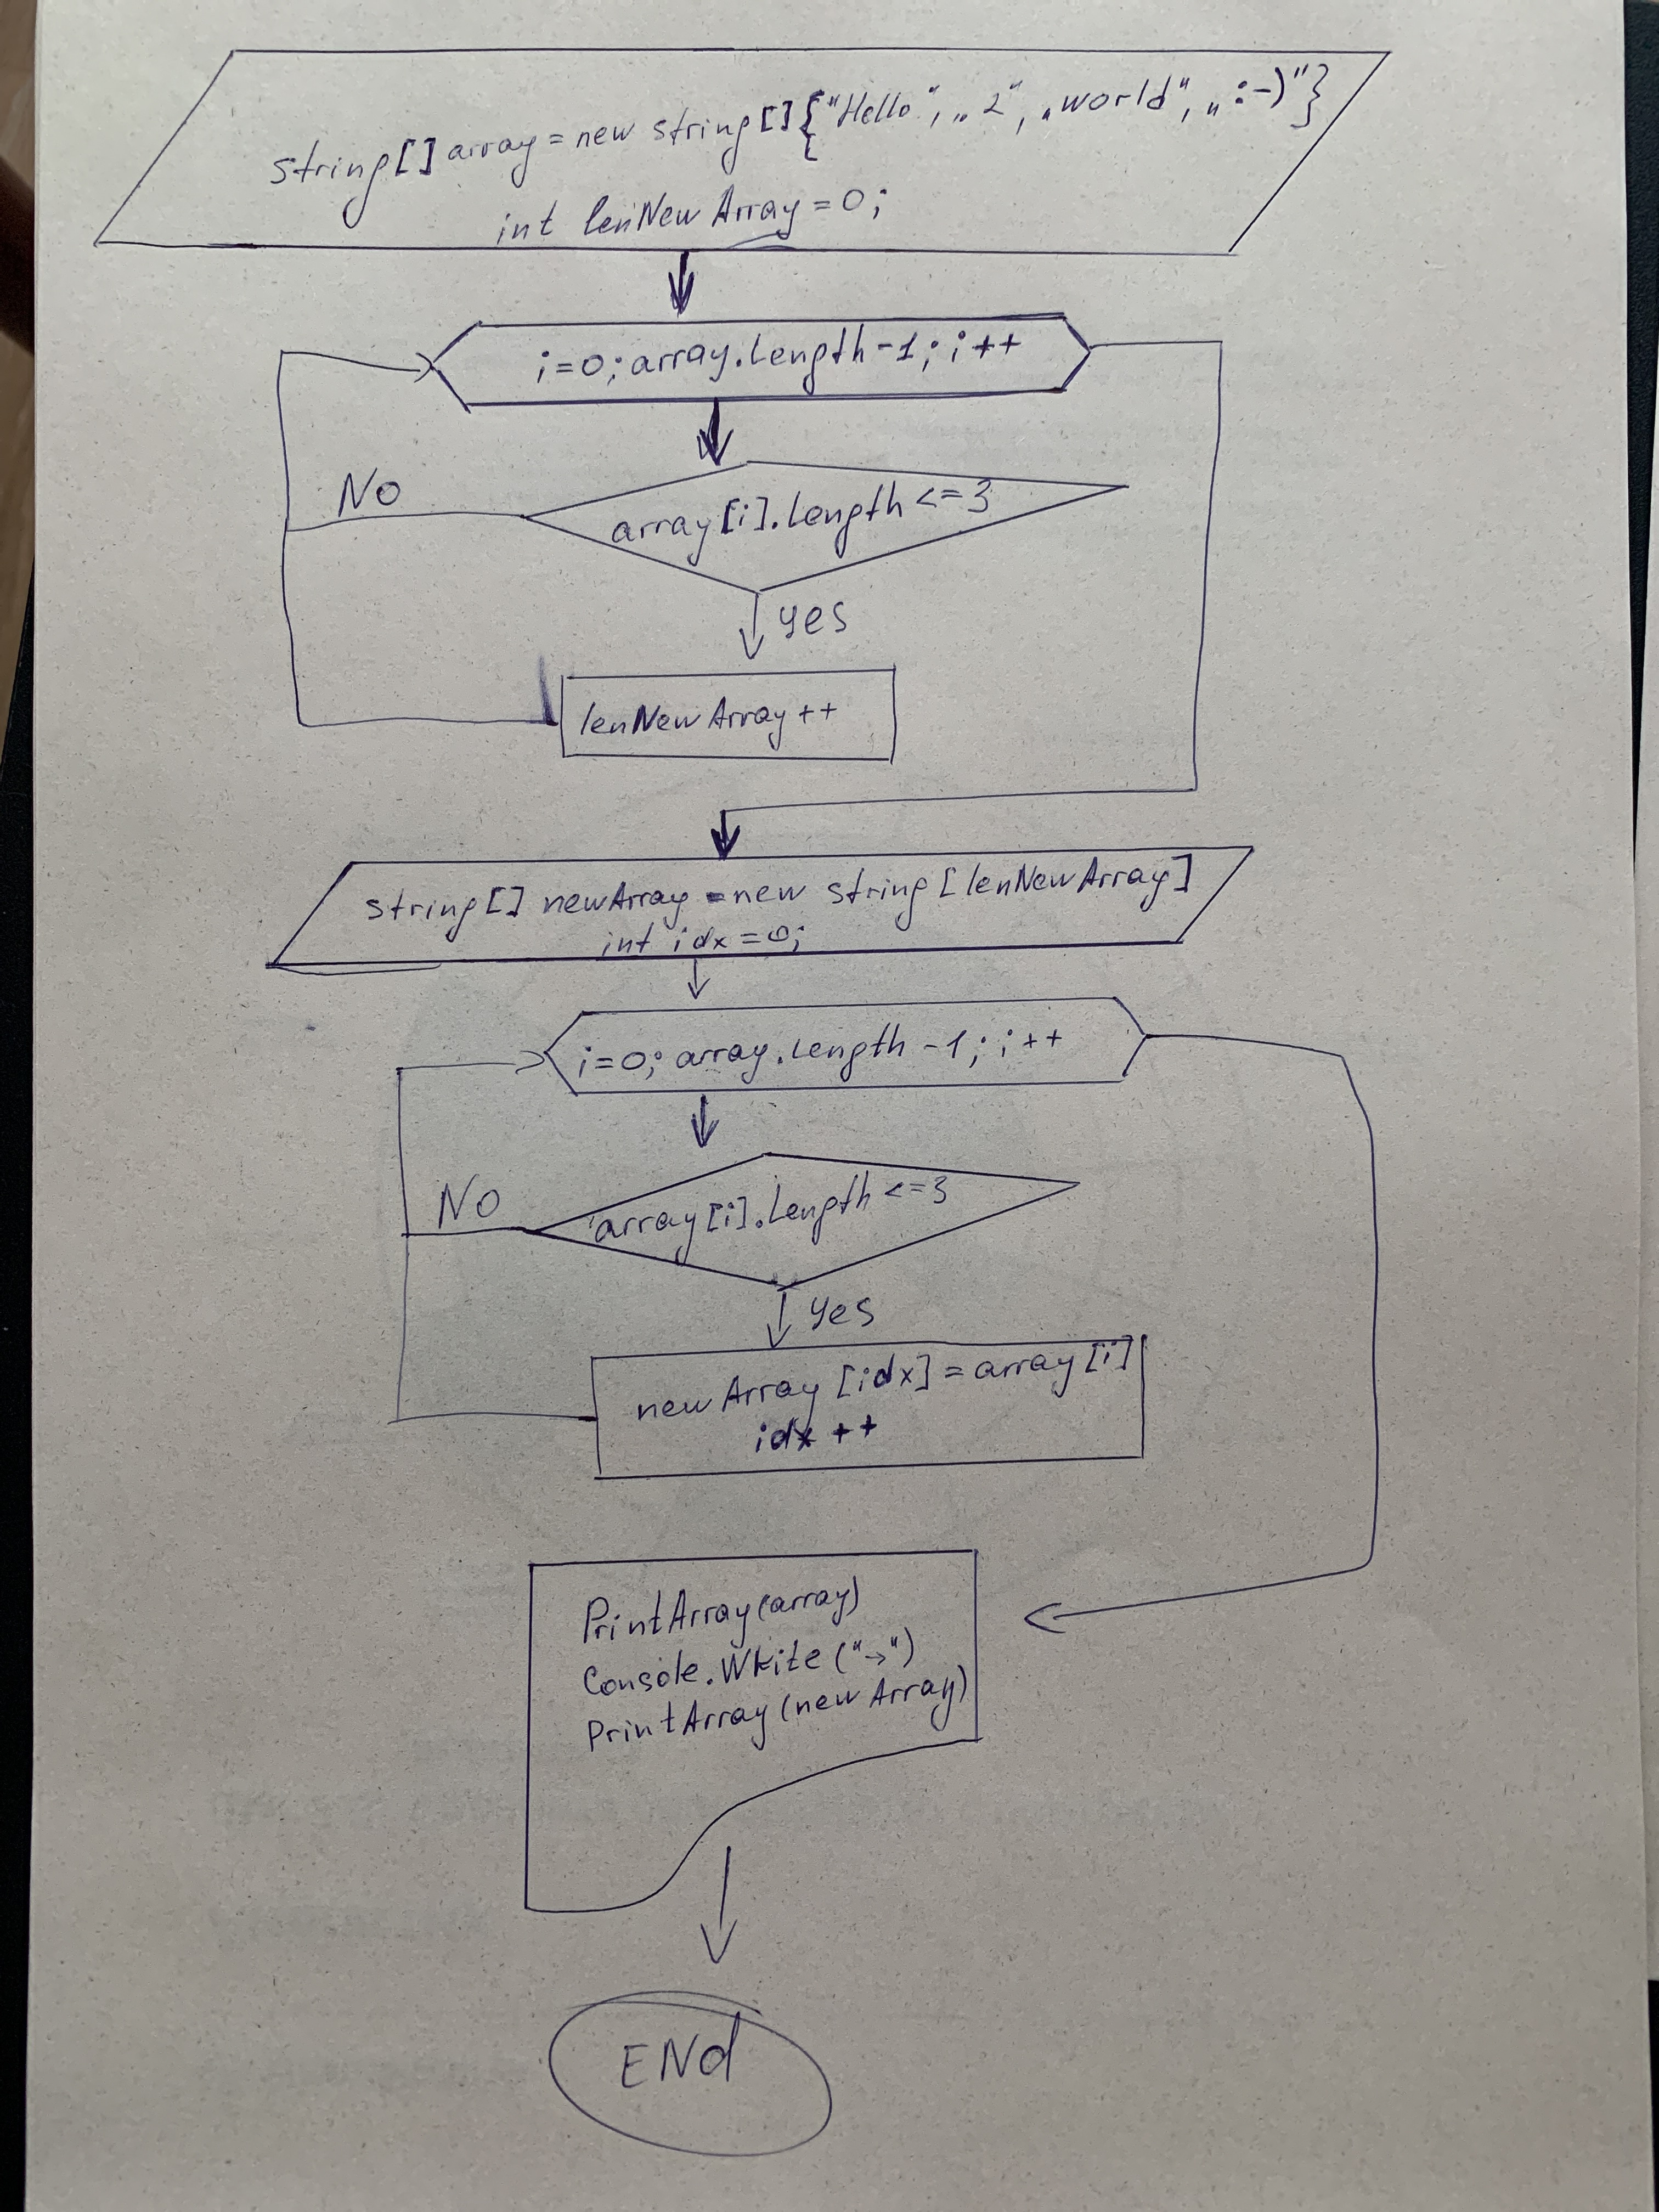 string[] array = new string[] {"Hello", „2", „world", „:-)"}
int lenNewArray = 0;
i=0; array.Length-1; i++
No
array[i].Length <=3
yes
lenNewArray++
string[] newArray = new string [lenNewArray]
int idx=0;
i=0; array.Length -1; i++
No
array[i].Length <=3
yes
newArray [idx] = array [i]
idx ++
PrintArray(array)
Console.Write ("→")
PrintArray (newArray)
ENd